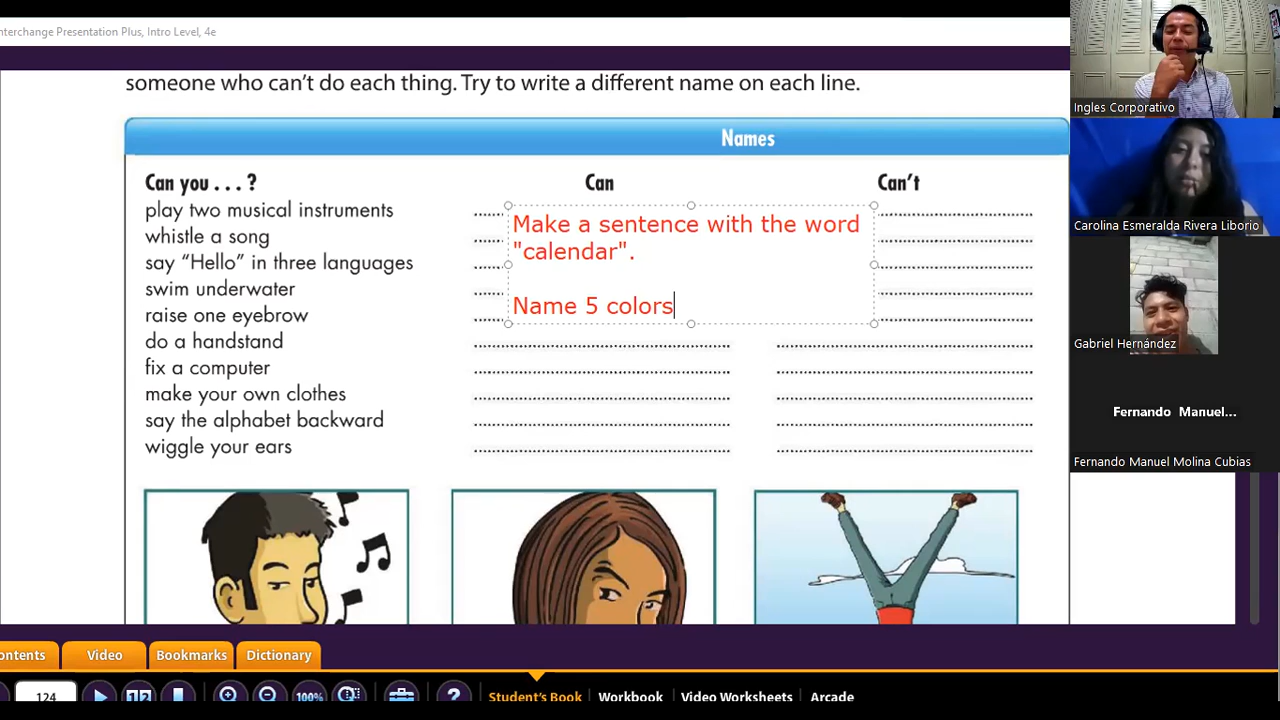 nterchange Presentation Plus, Intro Level, 4e
someone who can't do each thing. Try to write a different name on each line.
Names
Can you . . . ?
Can
Can't
play two musical instruments
whistle a song
say "Hello" in three languages
swim underwater
raise one eyebrow
do a handstand
fix a computer
make your own clothes
say the alphabet backward
wiggle your ears
Make a sentence with the word
"calendar".
Name 5 colors
Ingles Corporativo
Carolina Esmeralda Rivera Liborio
Gabriel Hernández
Fernando Manuel...
Fernando Manuel Molina Cubias
ontents
Video
Bookmarks
Dictionary
124
100%
?
Student's Book
Workbook
Video Worksheets
Arcade